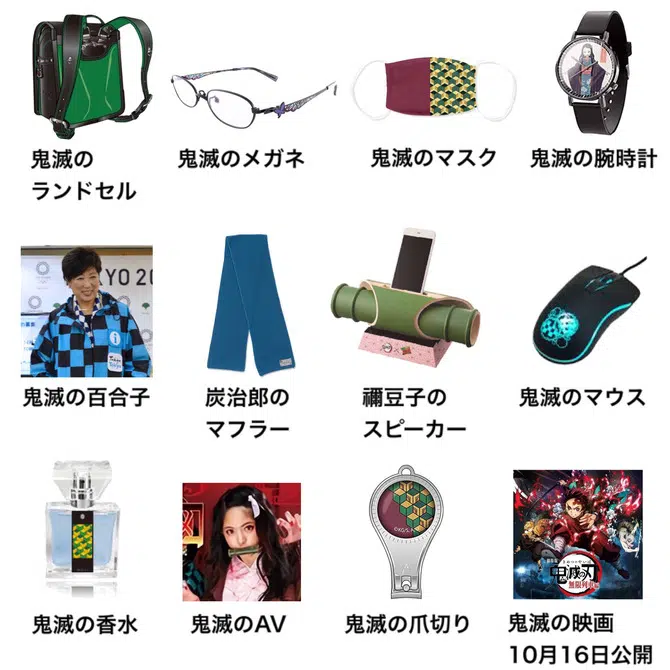 鬼滅の
ランドセル
鬼滅のメガネ
鬼滅のマスク
鬼滅の腕時計
YO 20
i
鬼滅の百合子
炭治郎の
マフラー
禰豆子の
スピーカー
鬼滅のマウス
鬼滅の香水
鬼滅のAV
©KG/S,A
鬼滅の爪切り
鬼滅の刃
無限列車編
鬼滅の映画
10月16日公開